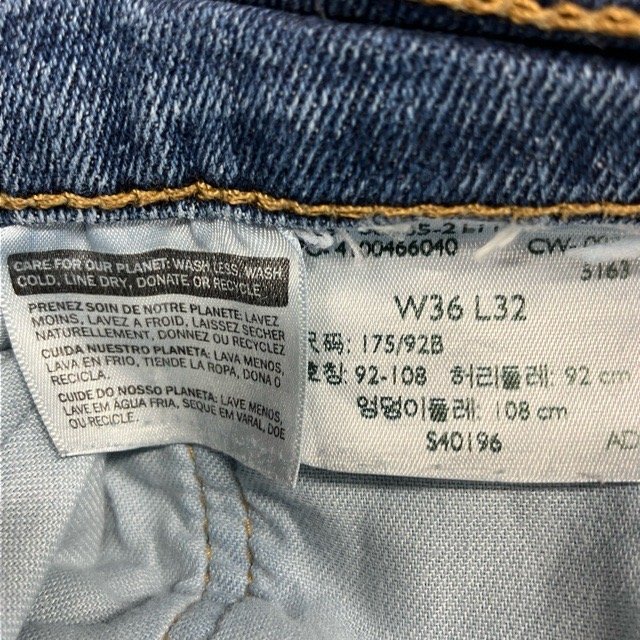 CARE FOR OUR PLANET: WASH LESS, WASH
COLD, LINE DRY, DONATE OR RECYCLE.
PRENEZ SOIN DE NOTRE PLANETE: LAVEZ
MOINS, LAVEZ A FROID, LAISSEZ SECHER
NATURELLEMENT, DONNEZ OU RECYCLEZ
CUIDA NUESTRO PLANETA: LAVA MENOS,
LAVA EN FRIO, TIENDE LA ROPA, DONA O
RECICLA.
CUIDE DO NOSSO PLANETA: LAVE MENOS,
LAVE EM ÁGUA FRIA, SEQUE EM VARAL, DOE
OU RECICLE.
00466040 CW-
3163
W36 L32
码: 175/92B
호칭: 92-108 허리둘레: 92 cm
엉덩이둘레: 108 cm
S40196 AD